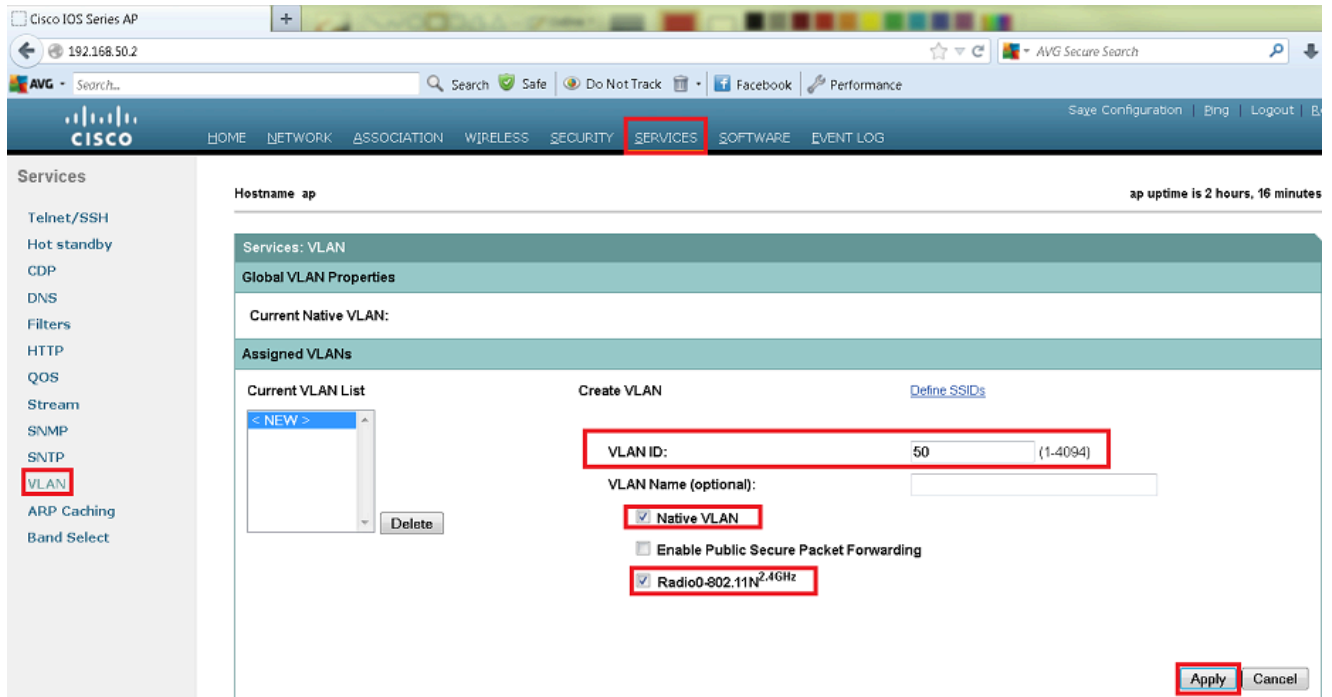 Cisco IOS Series AP
+
192.168.50.2
AVG Secure Search
AVG Search... Search Safe Do Not Track Facebook Performance
Save Configuration | Ping | Logout |
CISCO
HOME NETWORK ASSOCIATION WIRELESS SECURITY SERVICES SOFTWARE EVENT LOG
Services
Telnet/SSH
Hot standby
CDP
DNS
Filters
HTTP
QOS
Stream
SNMP
SNTP
VLAN
ARP Caching
Band Select
Hostname ap
ap uptime is 2 hours, 16 minutes
Services: VLAN
Global VLAN Properties
Current Native VLAN:
Assigned VLANs
Current VLAN List
< NEW >
Delete
Create VLAN
Define SSIDs
VLAN ID: 50 (1-4094)
VLAN Name (optional):
Native VLAN
Enable Public Secure Packet Forwarding
Radio0-802.11N2.4GHz
Apply Cancel